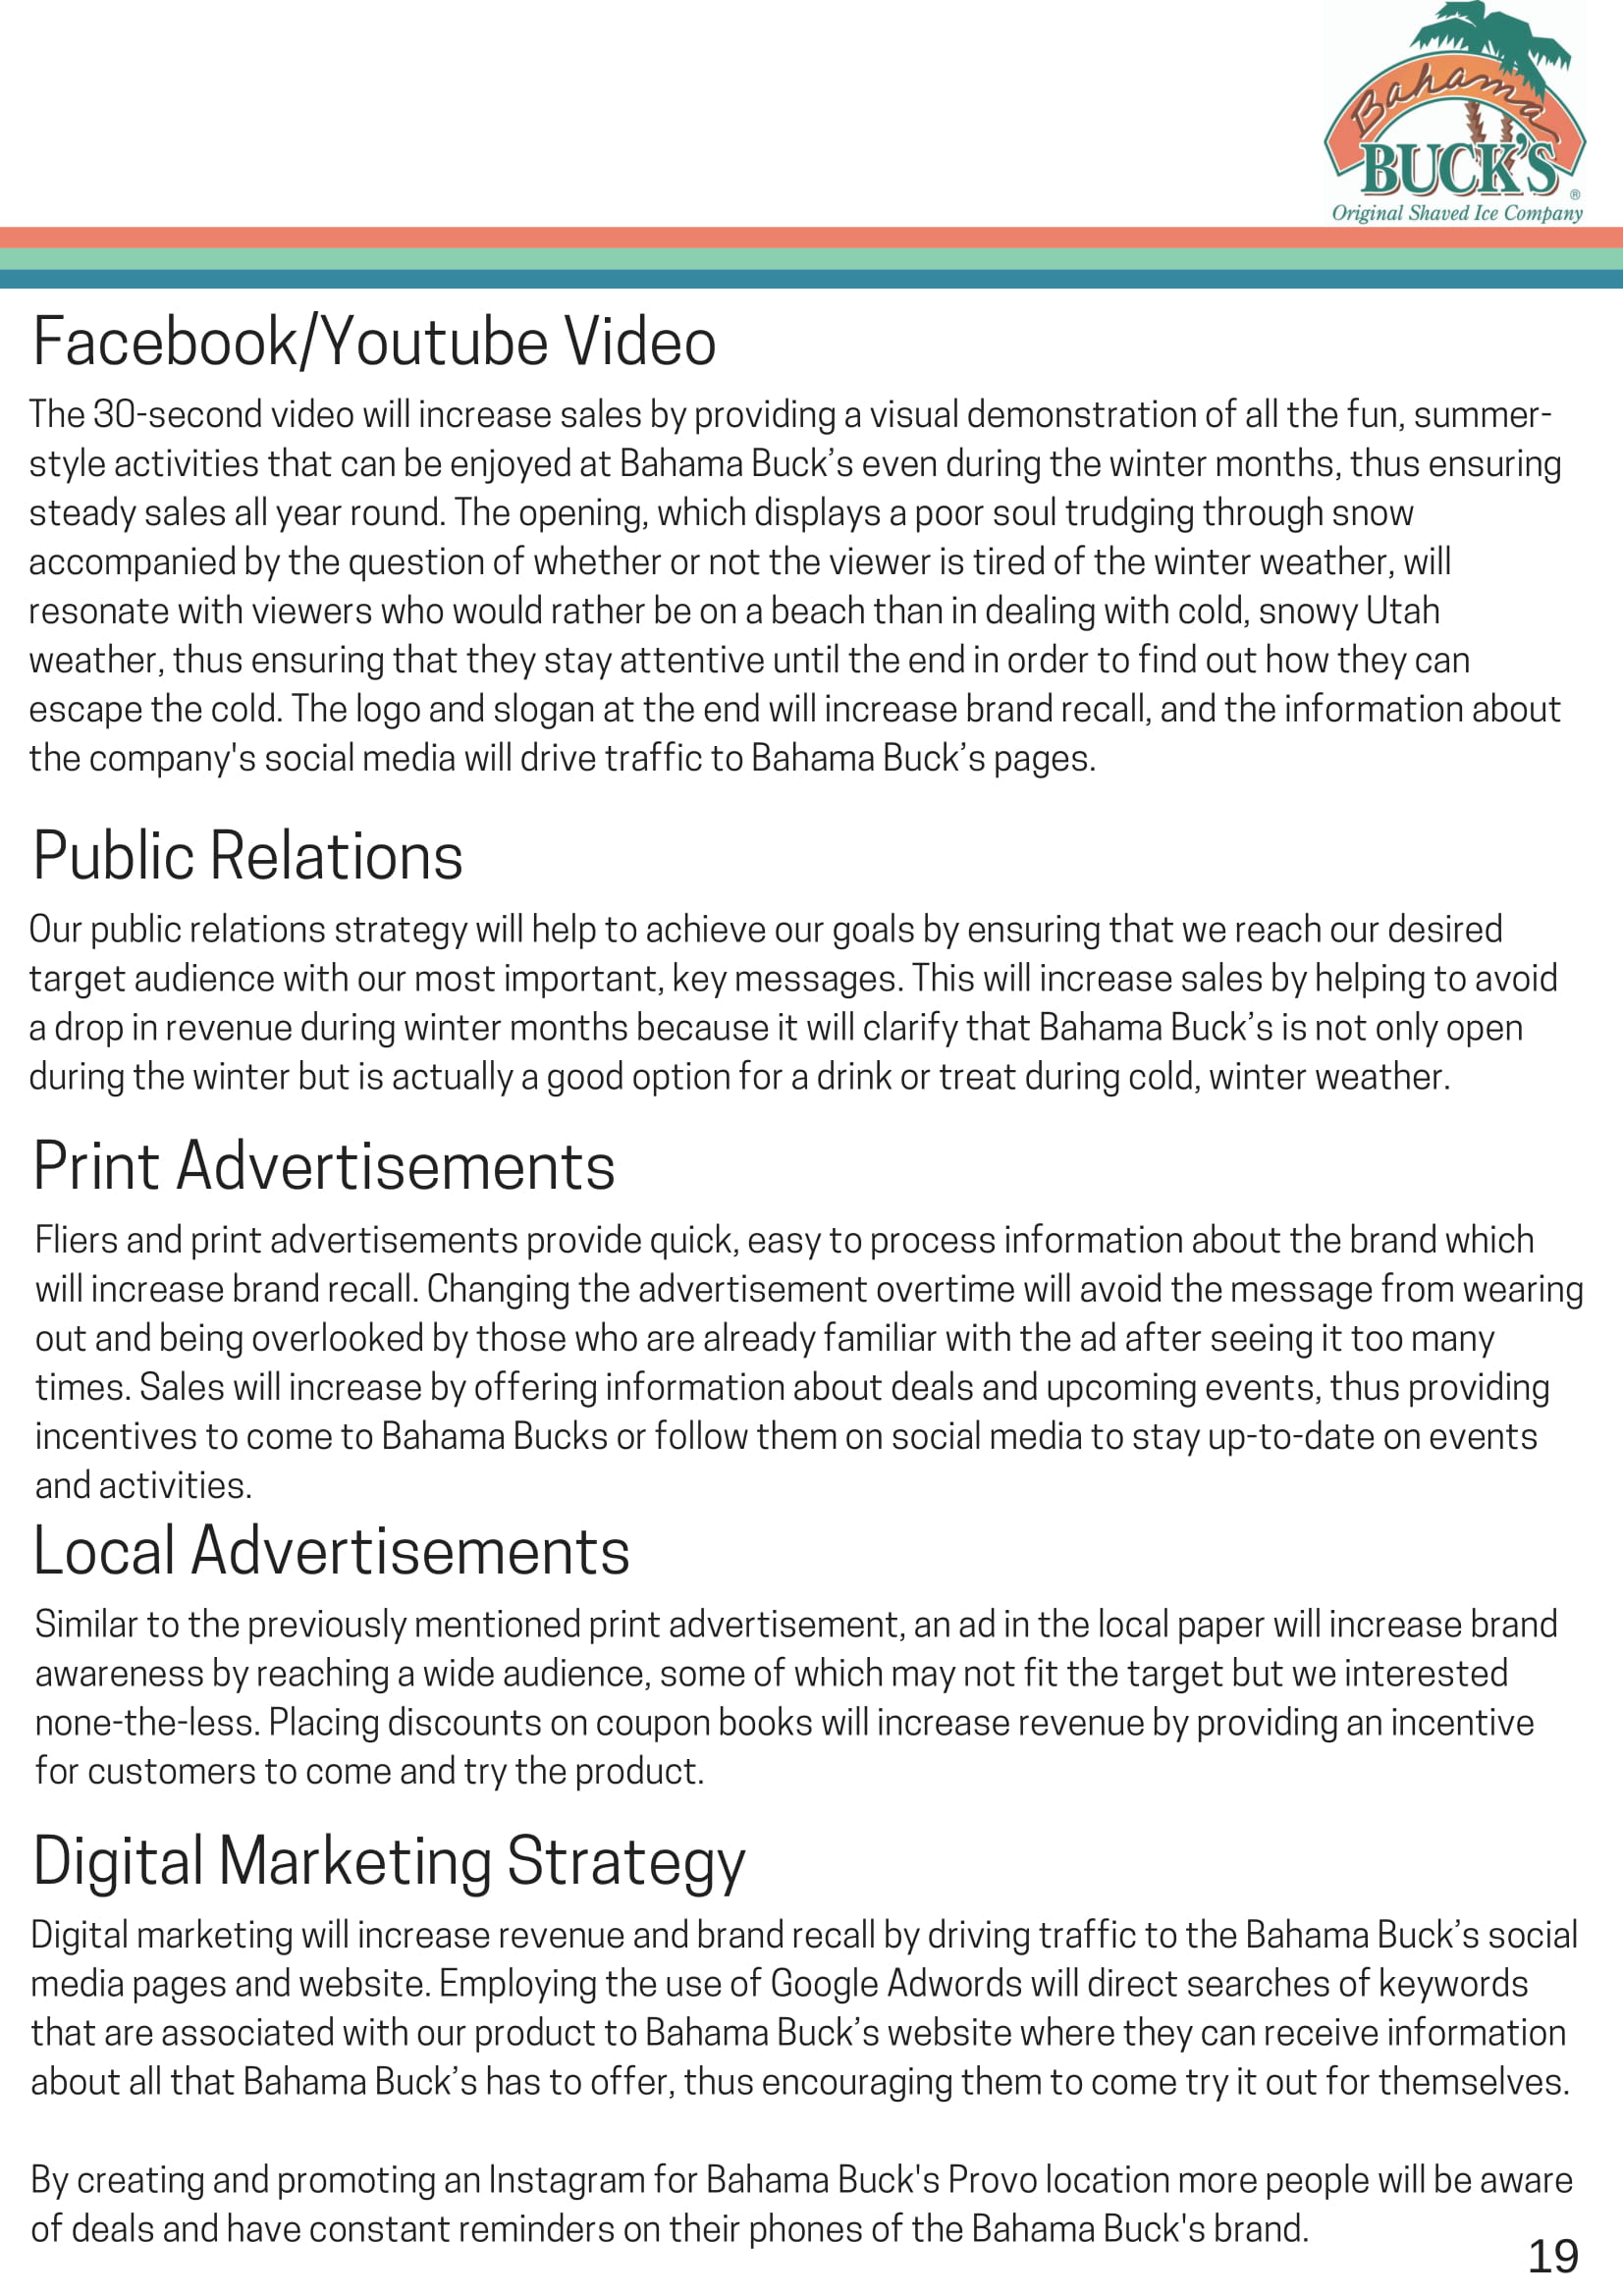 Bahama
BUCK'S ®
Original Shaved Ice Company
Facebook/Youtube Video
The 30-second video will increase sales by providing a visual demonstration of all the fun, summer-
style activities that can be enjoyed at Bahama Buck’s even during the winter months, thus ensuring
steady sales all year round. The opening, which displays a poor soul trudging through snow
accompanied by the question of whether or not the viewer is tired of the winter weather, will
resonate with viewers who would rather be on a beach than in dealing with cold, snowy Utah
weather, thus ensuring that they stay attentive until the end in order to find out how they can
escape the cold. The logo and slogan at the end will increase brand recall, and the information about
the company's social media will drive traffic to Bahama Buck’s pages.
Public Relations
Our public relations strategy will help to achieve our goals by ensuring that we reach our desired
target audience with our most important, key messages. This will increase sales by helping to avoid
a drop in revenue during winter months because it will clarify that Bahama Buck’s is not only open
during the winter but is actually a good option for a drink or treat during cold, winter weather.
Print Advertisements
Fliers and print advertisements provide quick, easy to process information about the brand which
will increase brand recall. Changing the advertisement overtime will avoid the message from wearing
out and being overlooked by those who are already familiar with the ad after seeing it too many
times. Sales will increase by offering information about deals and upcoming events, thus providing
incentives to come to Bahama Bucks or follow them on social media to stay up-to-date on events
and activities.
Local Advertisements
Similar to the previously mentioned print advertisement, an ad in the local paper will increase brand
awareness by reaching a wide audience, some of which may not fit the target but we interested
none-the-less. Placing discounts on coupon books will increase revenue by providing an incentive
for customers to come and try the product.
Digital Marketing Strategy
Digital marketing will increase revenue and brand recall by driving traffic to the Bahama Buck’s social
media pages and website. Employing the use of Google Adwords will direct searches of keywords
that are associated with our product to Bahama Buck’s website where they can receive information
about all that Bahama Buck’s has to offer, thus encouraging them to come try it out for themselves.
By creating and promoting an Instagram for Bahama Buck's Provo location more people will be aware
of deals and have constant reminders on their phones of the Bahama Buck's brand.
19